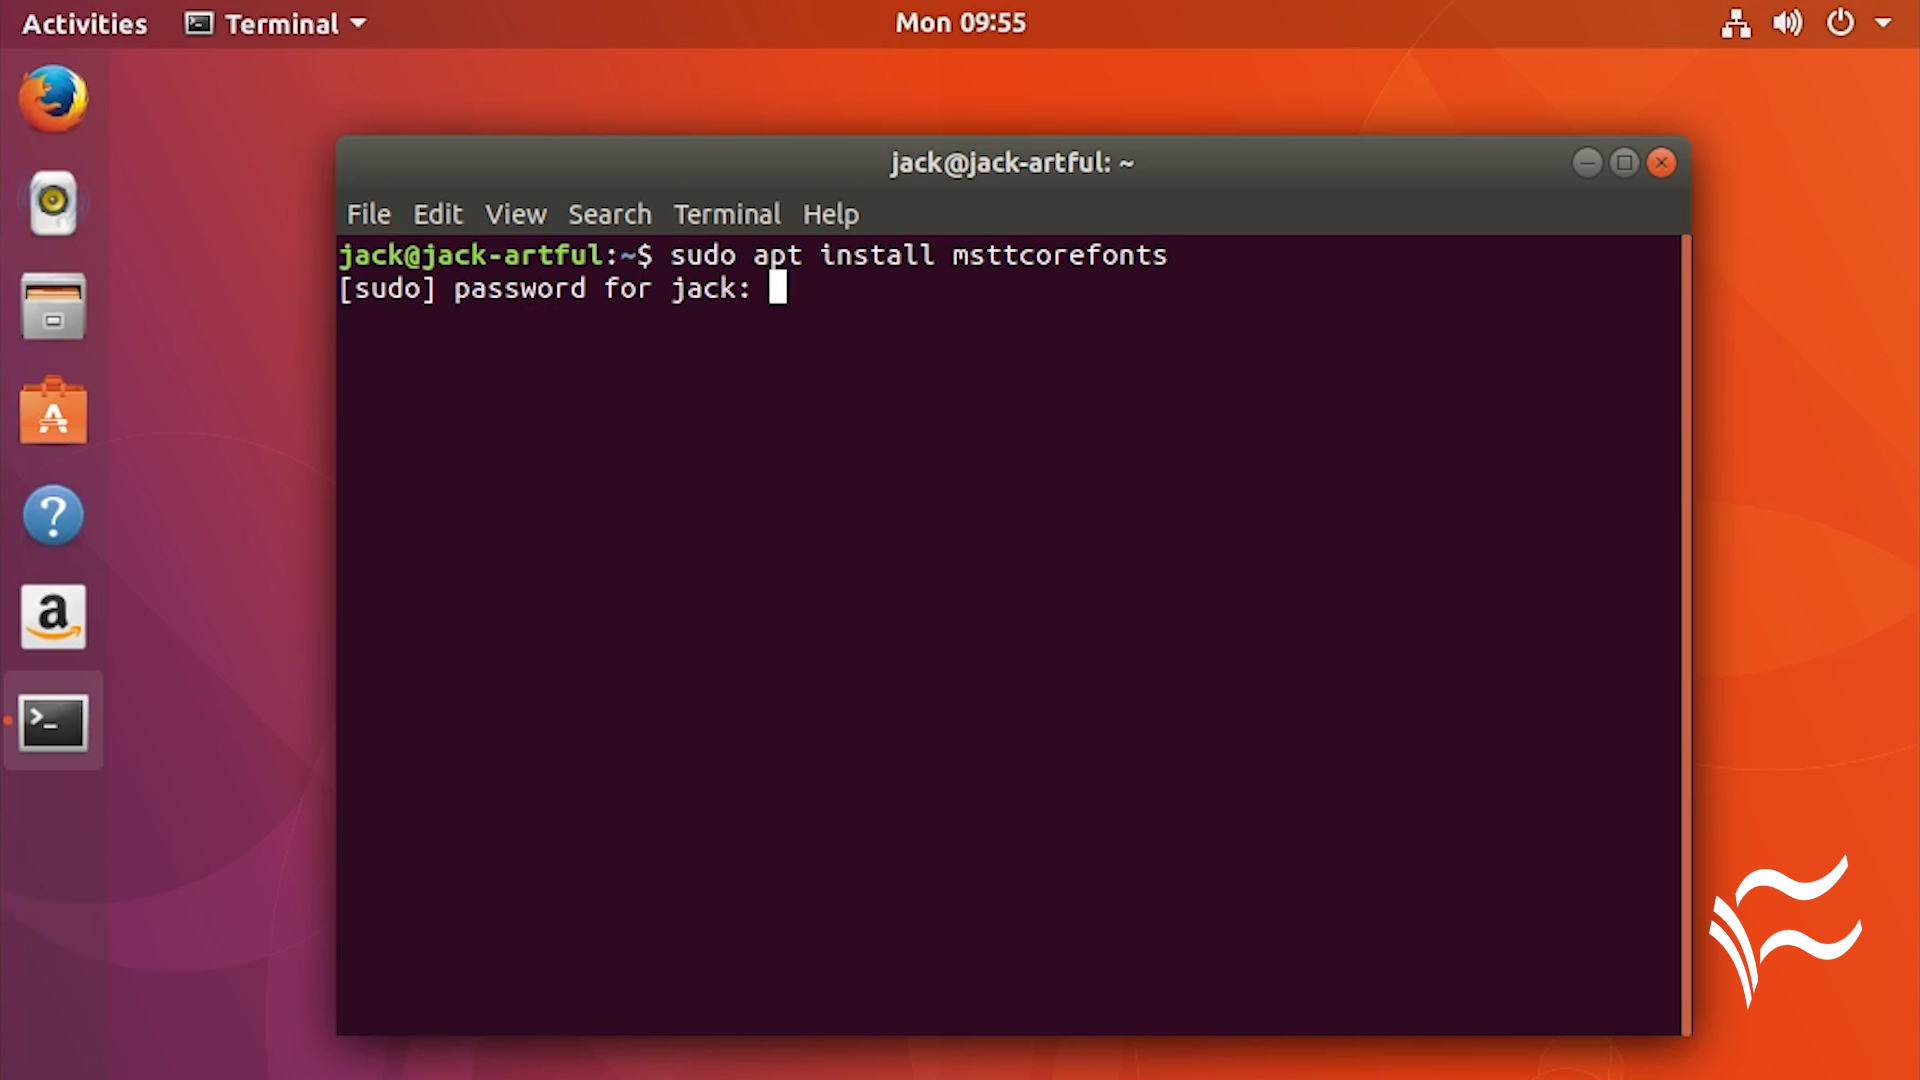 Activities Terminal Mon 09:55
jack@jack-artful: ~
File Edit View Search Terminal Help
jack@jack-artful:~$ sudo apt install msttcorefonts
[sudo] password for jack:
A
?
a
>_